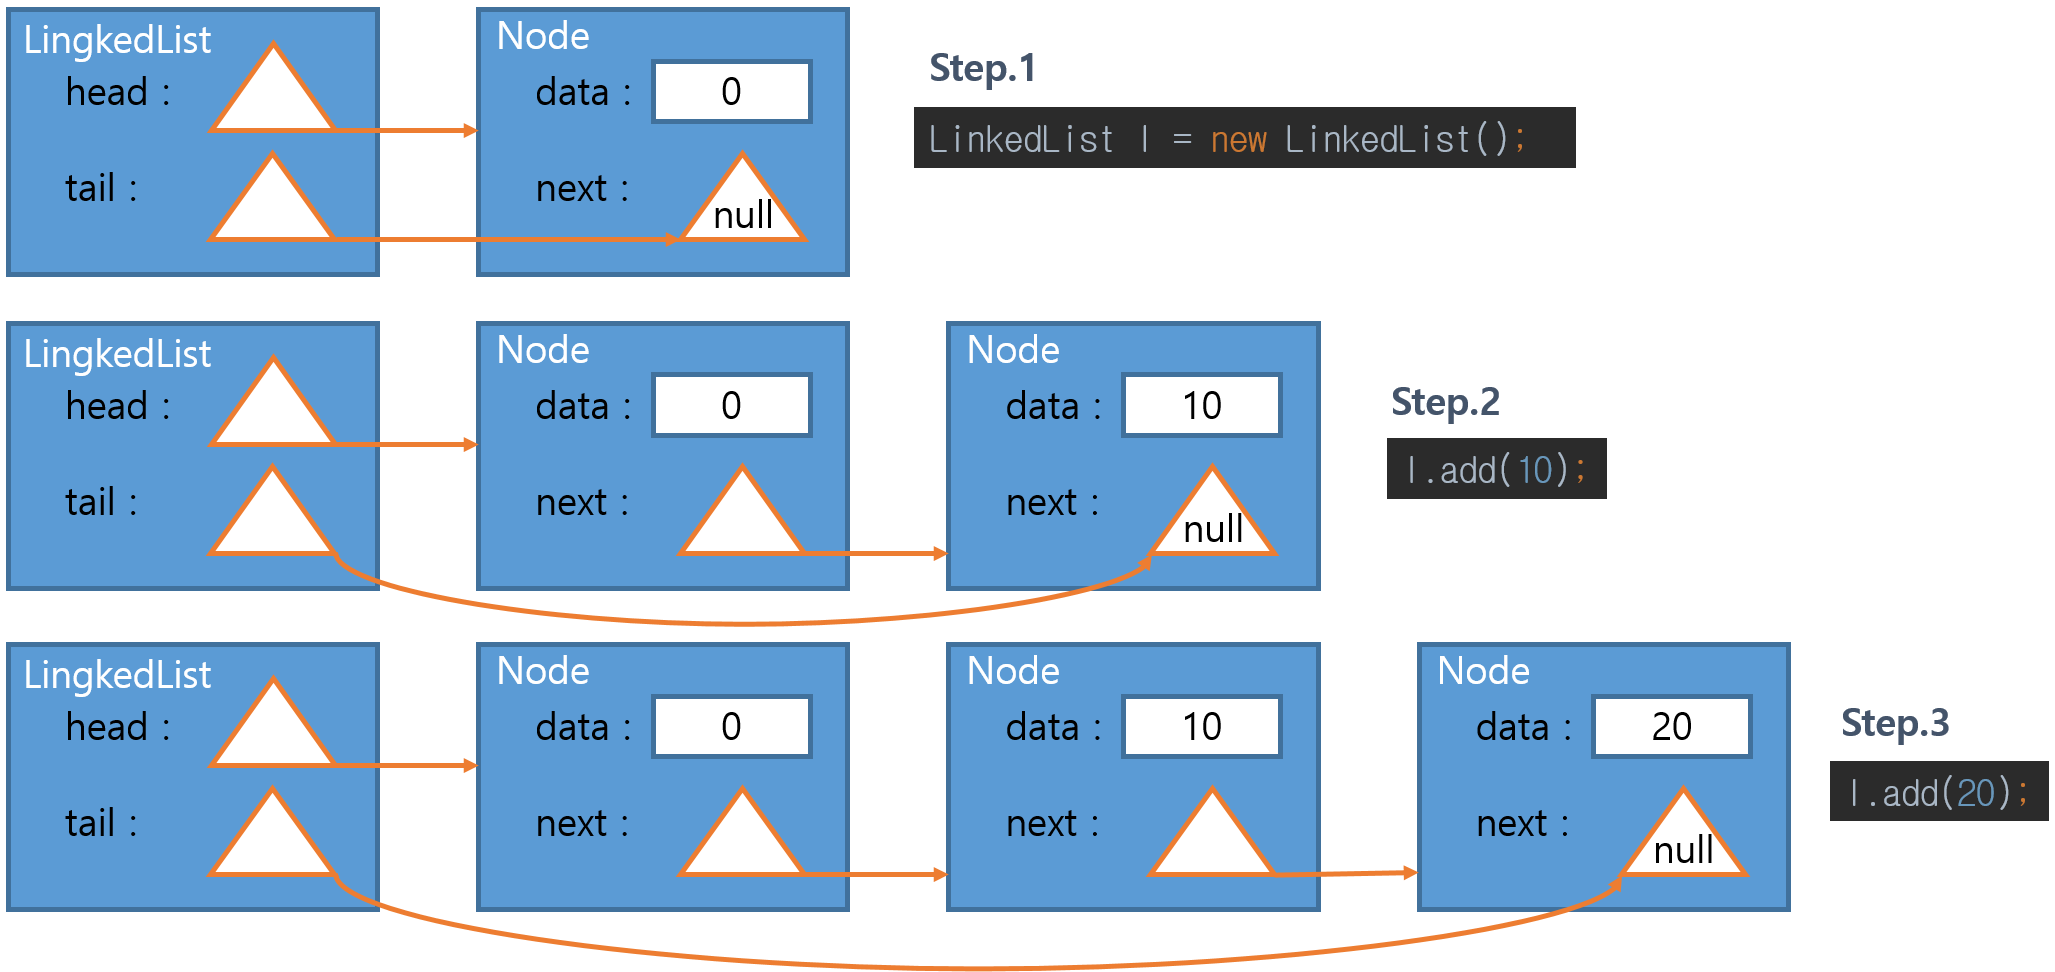 LingkedList
head :
tail :
Node
data : 0
next : null
Step.1
LinkedList l = new LinkedList();
LingkedList
head :
tail :
Node
data : 0
next :
Node
data : 10
next : null
Step.2
l.add(10);
LingkedList
head :
tail :
Node
data : 0
next :
Node
data : 10
next :
Node
data : 20
next : null
Step.3
l.add(20);